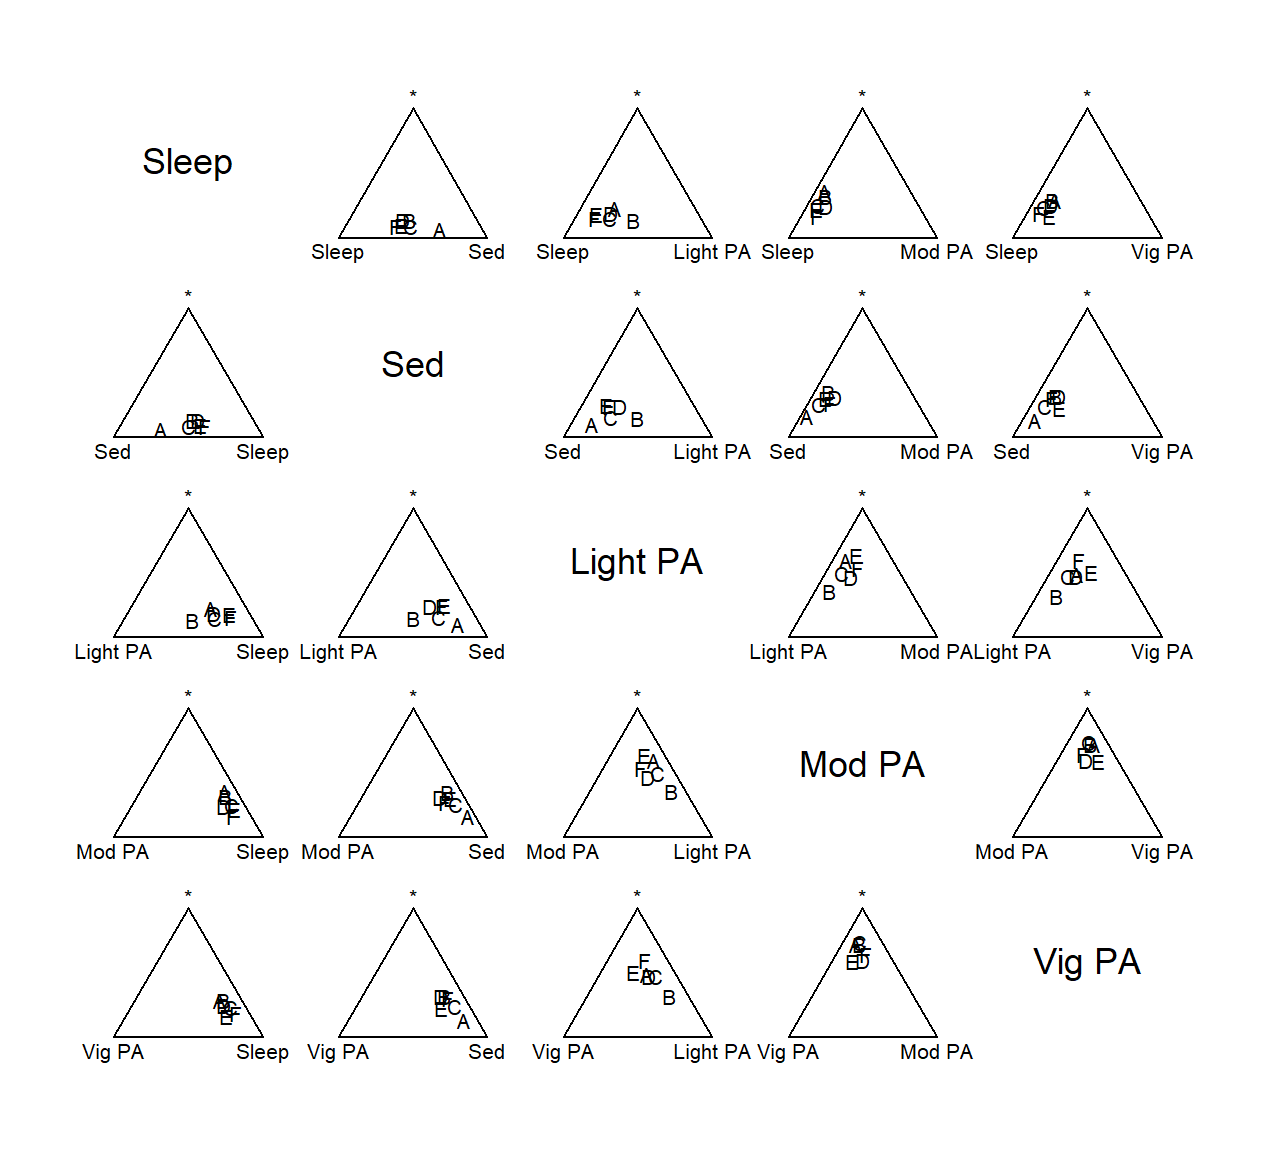 * * * *
Sleep
Sleep Sed Sleep Light PA Sleep Mod PA Sleep Vig PA
* * * *
Sed
Sed Sleep Sed Light PA Sed Mod PA Sed Vig PA
* * * *
Light PA
Light PA Sleep Light PA Sed Light PA Mod PA Light PA Vig PA
* * * *
Mod PA
Mod PA Sleep Mod PA Sed Mod PA Light PA Mod PA Vig PA
* * * *
Vig PA
Vig PA Sleep Vig PA Sed Vig PA Light PA Vig PA Mod PA